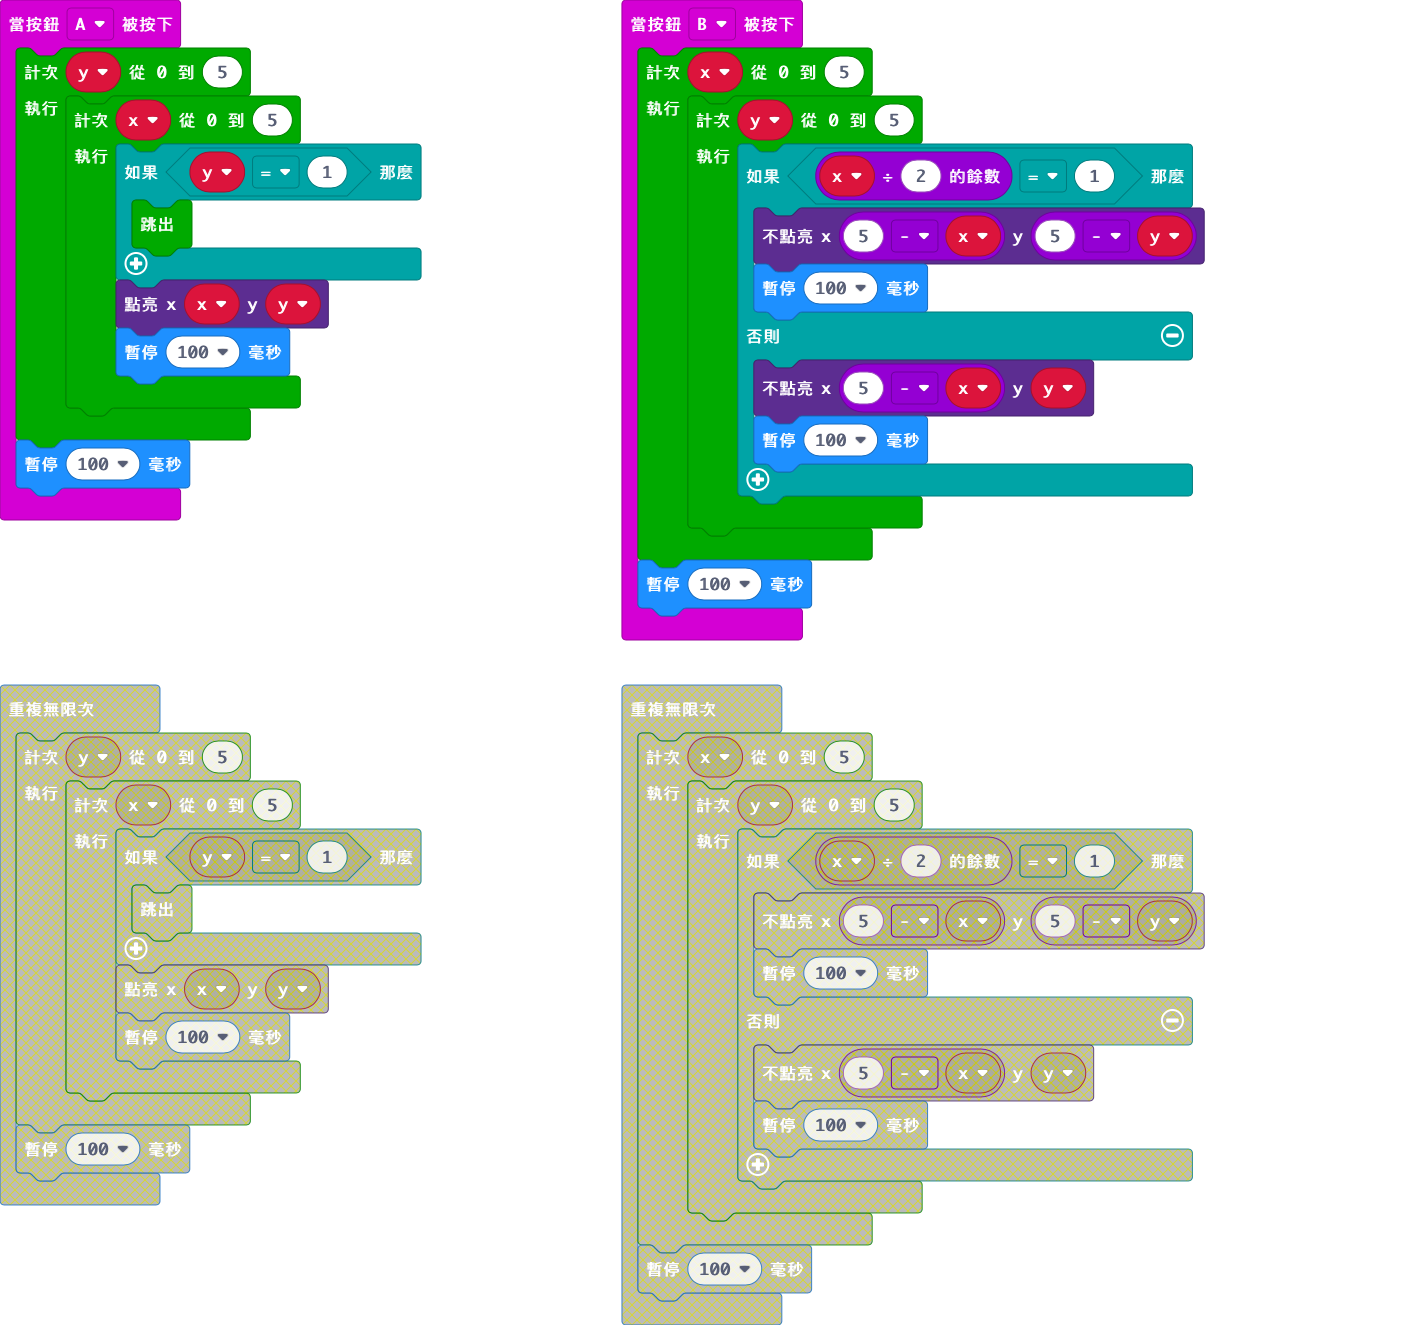 當按鈕 A 被按下
計次 y 從 0 到 5
執行
計次 x 從 0 到 5
執行
如果 y = 1 那麼
跳出
點亮 x x y y
暫停 100 毫秒
暫停 100 毫秒
當按鈕 B 被按下
計次 x 從 0 到 5
執行
計次 y 從 0 到 5
執行
如果 x ÷ 2 的餘數 = 1 那麼
不點亮 x 5 - x y 5 - y
暫停 100 毫秒
否則
不點亮 x 5 - x y y
暫停 100 毫秒
暫停 100 毫秒
重複無限次
計次 y 從 0 到 5
執行
計次 x 從 0 到 5
執行
如果 y = 1 那麼
跳出
點亮 x x y y
暫停 100 毫秒
暫停 100 毫秒
重複無限次
計次 x 從 0 到 5
執行
計次 y 從 0 到 5
執行
如果 x ÷ 2 的餘數 = 1 那麼
不點亮 x 5 - x y 5 - y
暫停 100 毫秒
否則
不點亮 x 5 - x y y
暫停 100 毫秒
暫停 100 毫秒